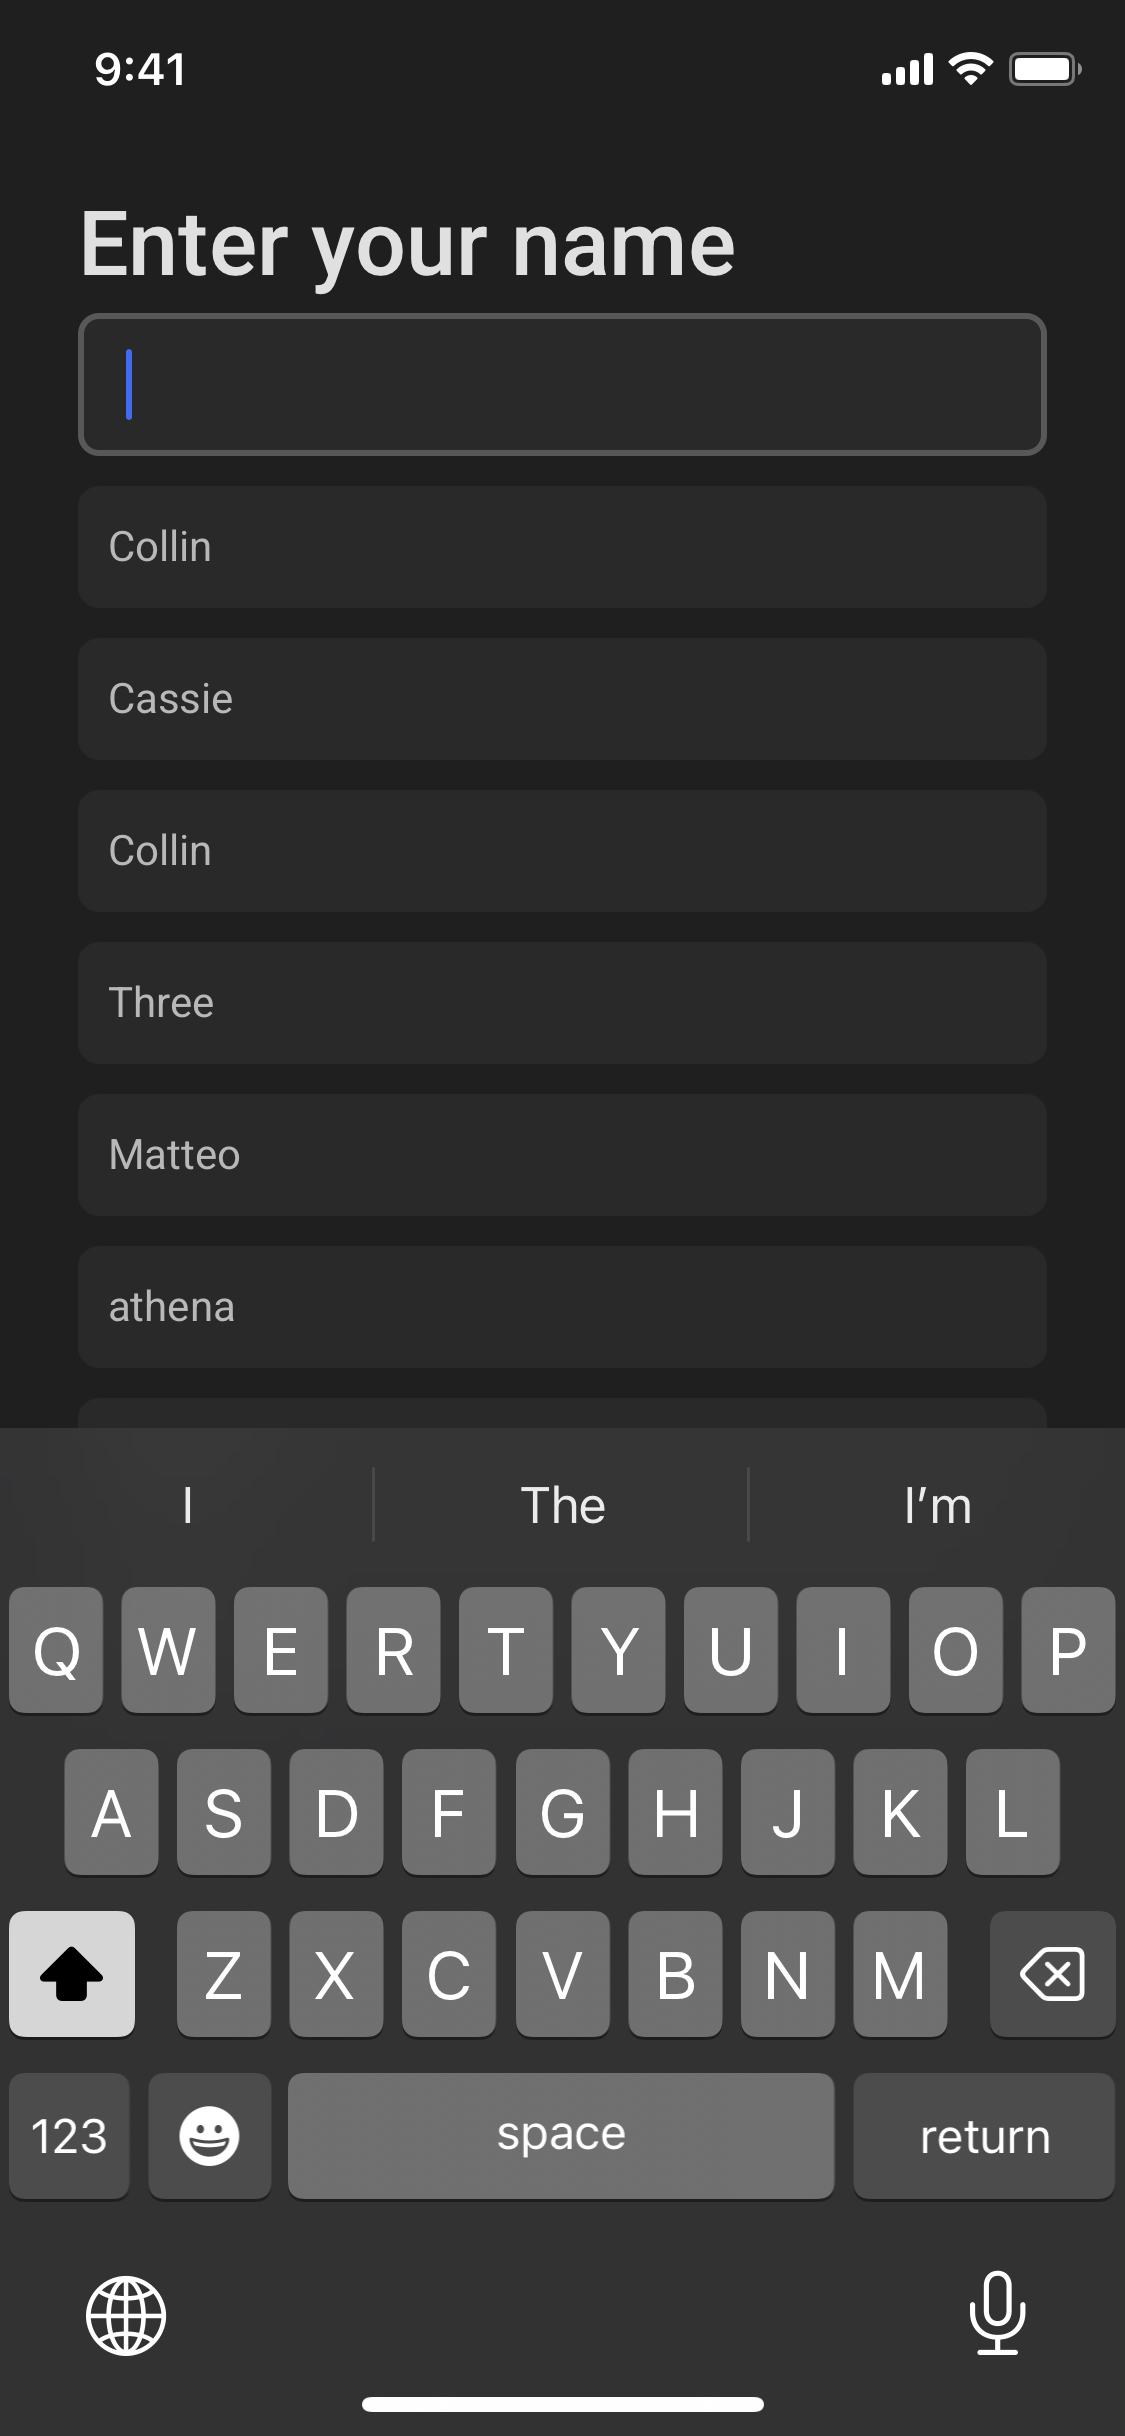 9:41
Enter your name
Collin
Cassie
Collin
Three
Matteo
athena
I The I’m
Q W E R T Y U I O P
A S D F G H J K L
Z X C V B N M
123 space return